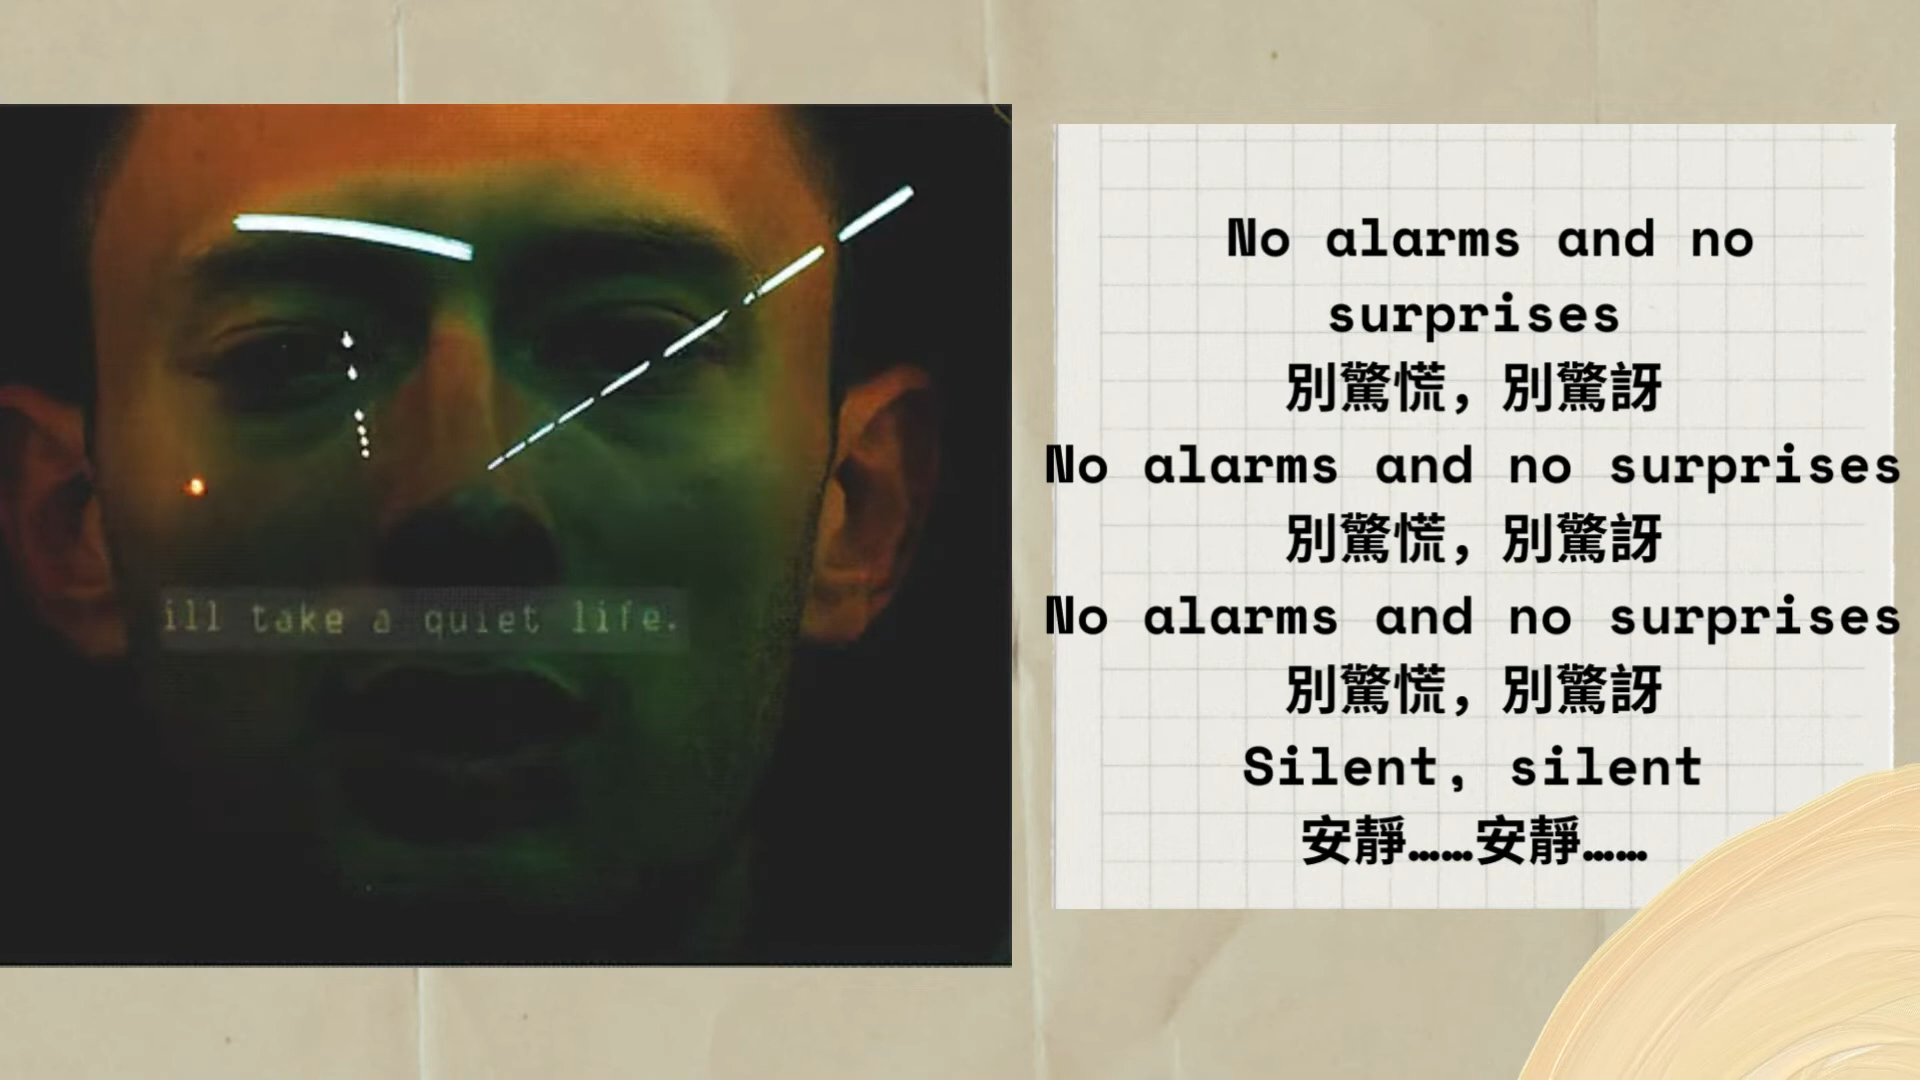 ill take a quiet life.
No alarms and no
surprises
別驚慌，別驚訝
No alarms and no surprises
別驚慌，別驚訝
No alarms and no surprises
別驚慌，別驚訝
Silent, silent
安靜……安靜……